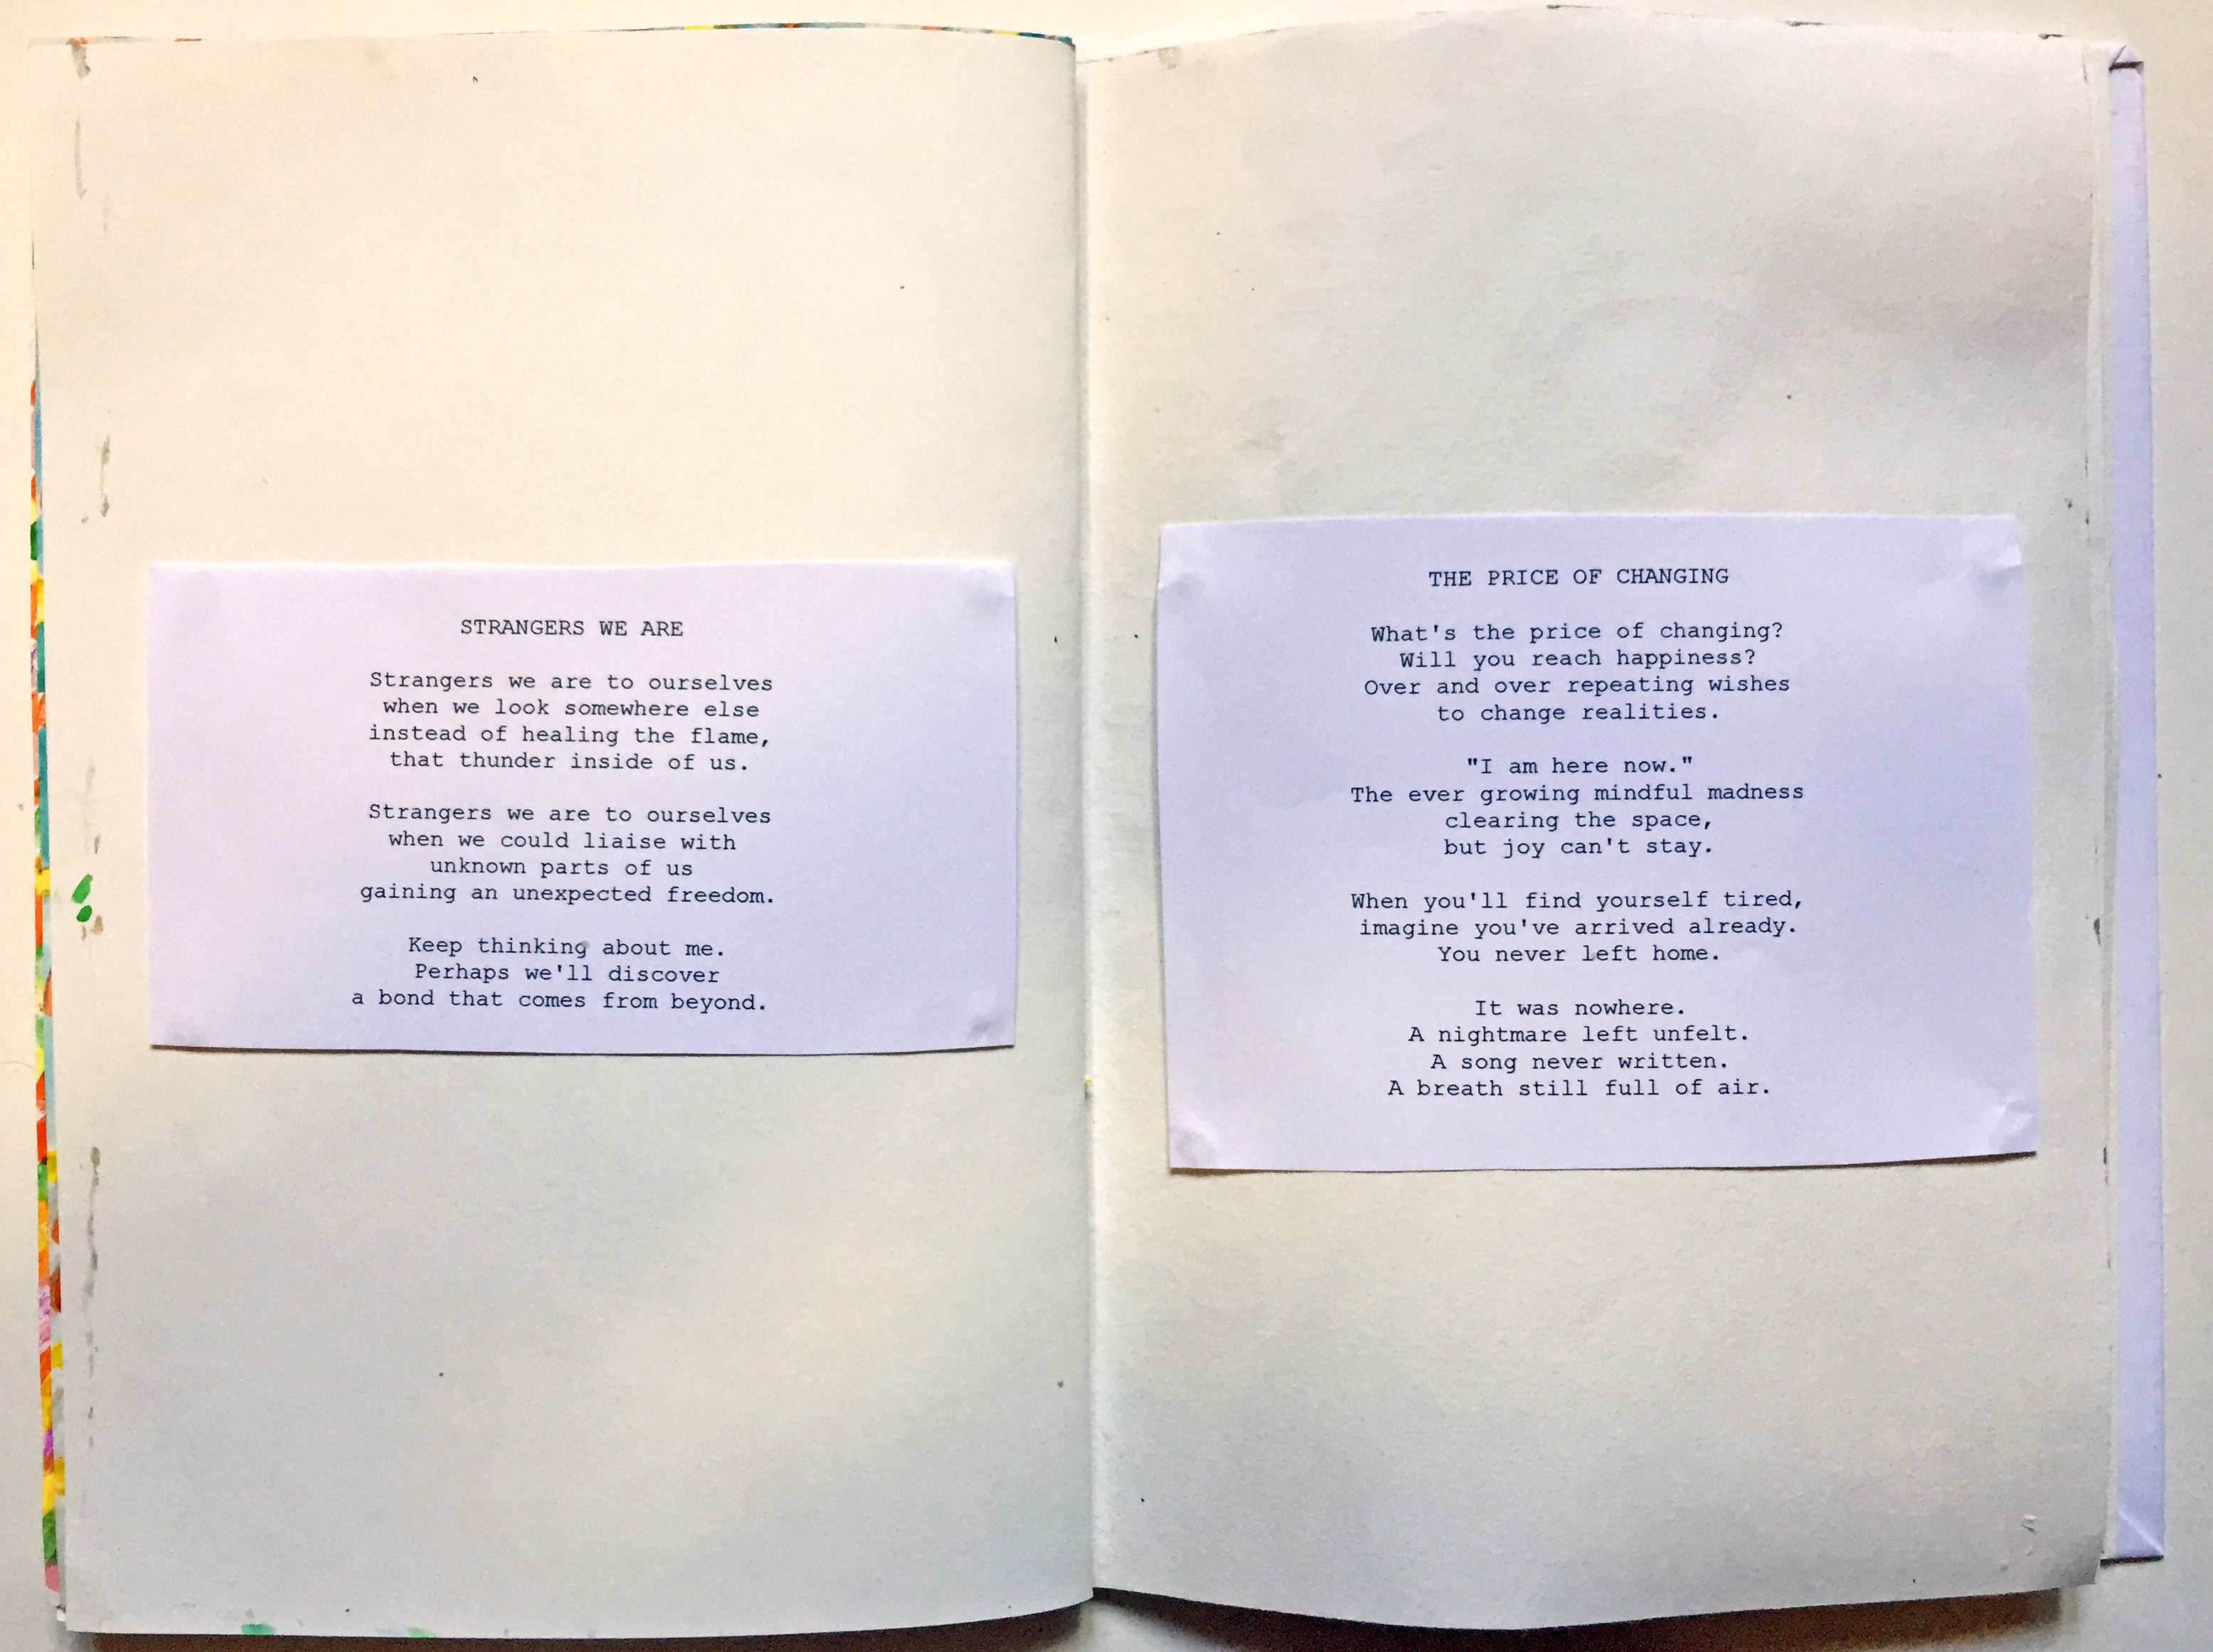 STRANGERS WE ARE
Strangers we are to ourselves
when we look somewhere else
instead of healing the flame,
that thunder inside of us.
Strangers we are to ourselves
when we could liaise with
unknown parts of us
gaining an unexpected freedom.
Keep thinking about me.
Perhaps we'll discover
a bond that comes from beyond.
THE PRICE OF CHANGING
What's the price of changing?
Will you reach happiness?
Over and over repeating wishes
to change realities.
"I am here now."
The ever growing mindful madness
clearing the space,
but joy can't stay.
When you'll find yourself tired,
imagine you've arrived already.
You never left home.
It was nowhere.
A nightmare left unfelt.
A song never written.
A breath still full of air.